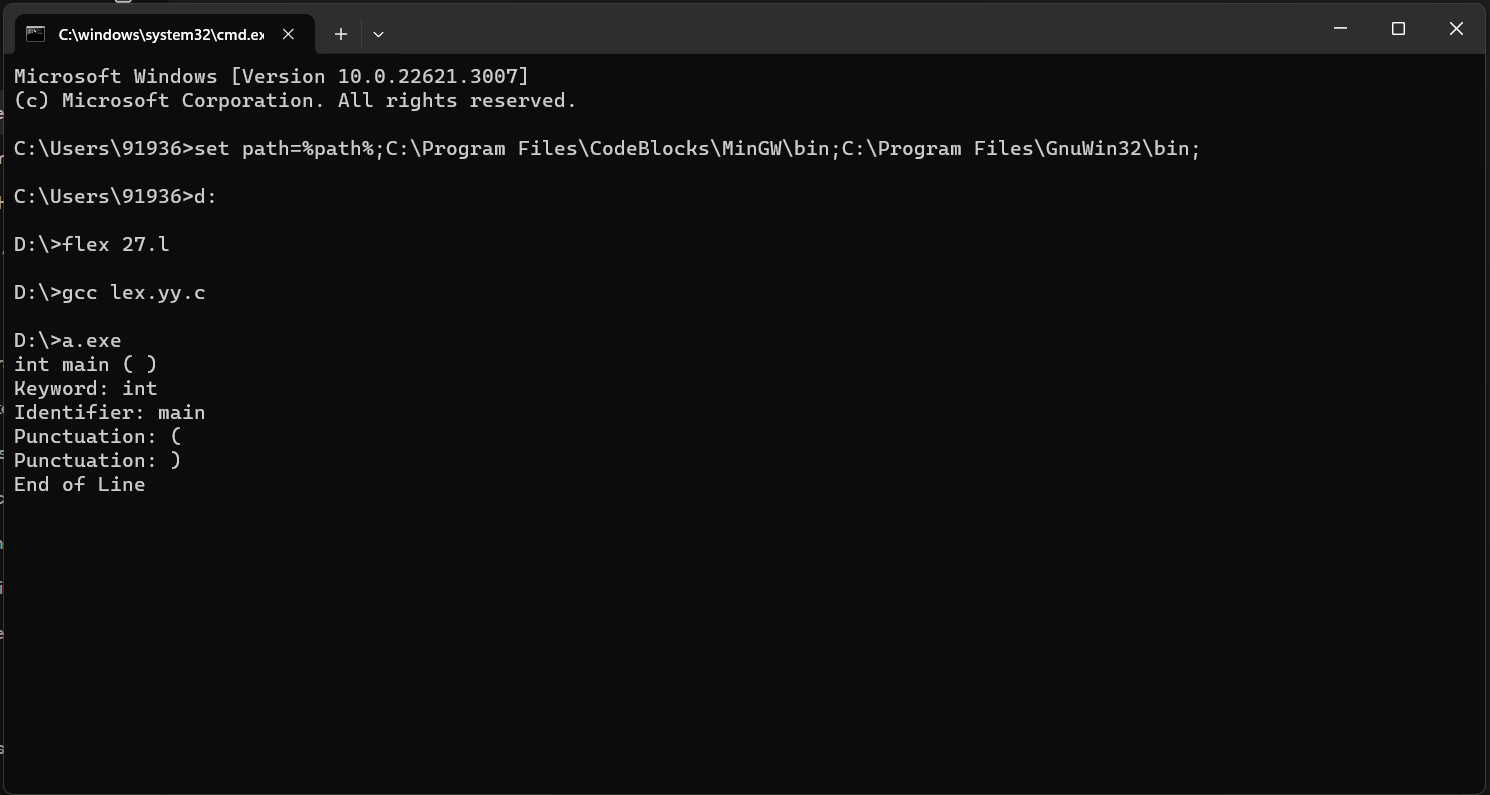 C:\windows\system32\cmd.ex
Microsoft Windows [Version 10.0.22621.3007]
(c) Microsoft Corporation. All rights reserved.
C:\Users\91936>set path=%path%;C:\Program Files\CodeBlocks\MinGW\bin;C:\Program Files\GnuWin32\bin;
C:\Users\91936>d:
D:\>flex 27.l
D:\>gcc lex.yy.c
D:\>a.exe
int main ( )
Keyword: int
Identifier: main
Punctuation: (
Punctuation: )
End of Line